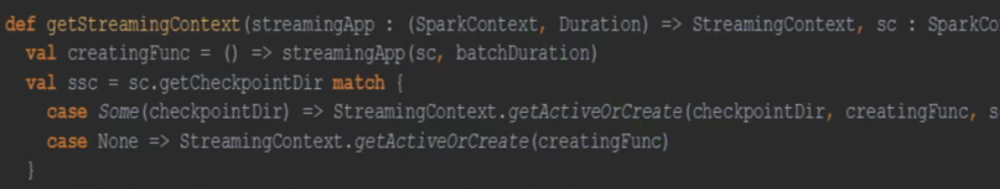 def getStreamingContext(streamingApp : (SparkContext, Duration) => StreamingContext, sc :
val creatingFunc = () => streamingApp(sc, batchDuration)
val ssc = sc.getCheckpointDir match {
case Some(checkpointDir) => StreamingContext.getActiveOrCreate(checkpointDir, creatingFunc,
case None => StreamingContext.getActiveOrCreate(creatingFunc)
}